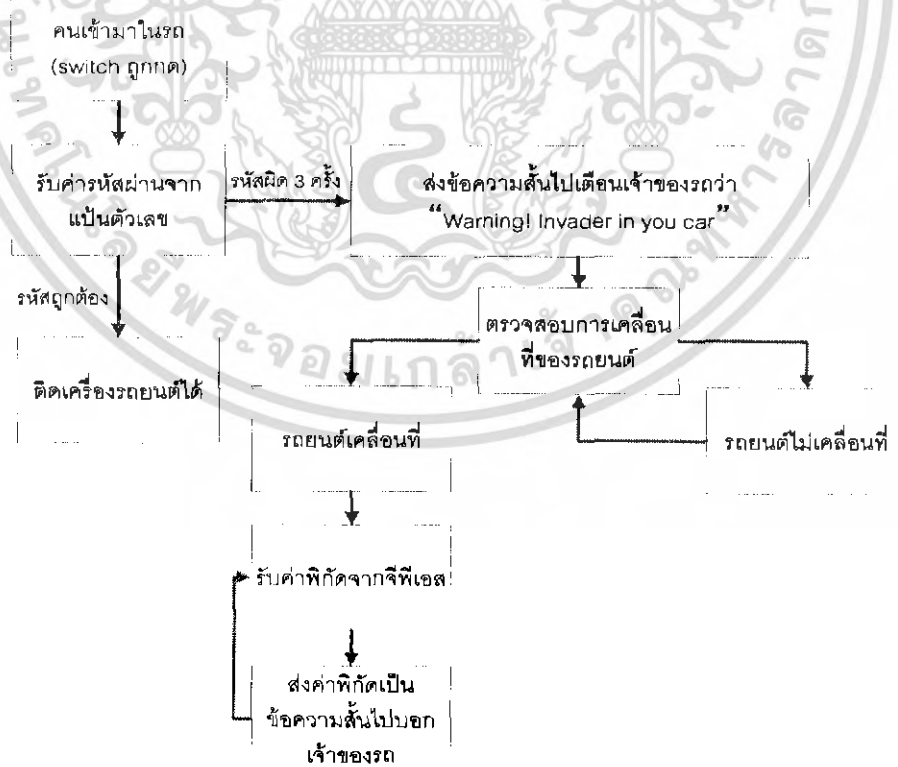 คนเข้ามาในรถ
(switch ถูกกด)
รับค่ารหัสผ่านจาก
แป้นตัวเลข
รหัสผิด 3 ครั้ง
ส่งข้อความสั้นไปเตือนเจ้าของรถว่า
“Warning! Invader in you car”
รหัสถูกต้อง
ตรวจสอบการเคลื่อน
ที่ของรถยนต์
ติดเครื่องรถยนต์ได้
รถยนต์เคลื่อนที่
รถยนต์ไม่เคลื่อนที่
รับค่าพิกัดจากจีพีเอส
ส่งค่าพิกัดเป็น
ข้อความสั้นไปบอก
เจ้าของรถ